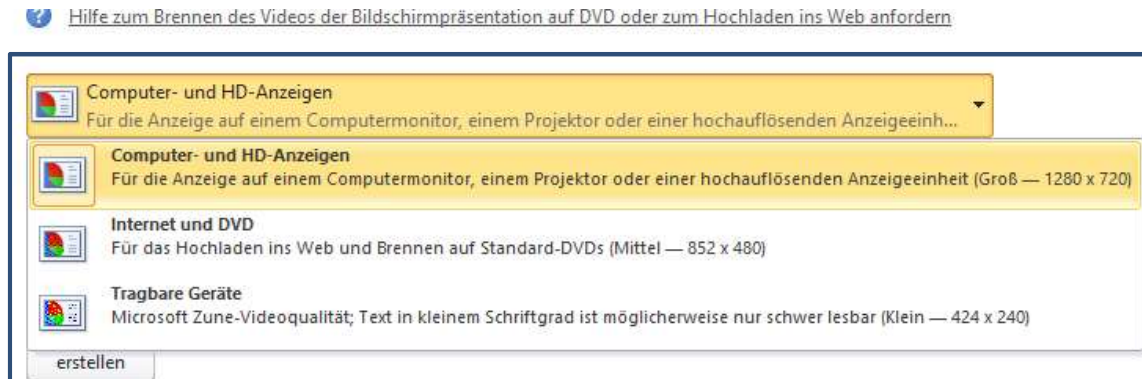 Hilfe zum Brennen des Videos der Bildschirmpräsentation auf DVD oder zum Hochladen ins Web anfordern
Computer- und HD-Anzeigen
Für die Anzeige auf einem Computermonitor, einem Projektor oder einer hochauflösenden Anzeigeeinh...
Computer- und HD-Anzeigen
Für die Anzeige auf einem Computermonitor, einem Projektor oder einer hochauflösenden Anzeigeeinheit (Groß — 1280 x 720)
Internet und DVD
Für das Hochladen ins Web und Brennen auf Standard-DVDs (Mittel — 852 x 480)
Tragbare Geräte
Microsoft Zune-Videoqualität; Text in kleinem Schriftgrad ist möglicherweise nur schwer lesbar (Klein — 424 x 240)
erstellen